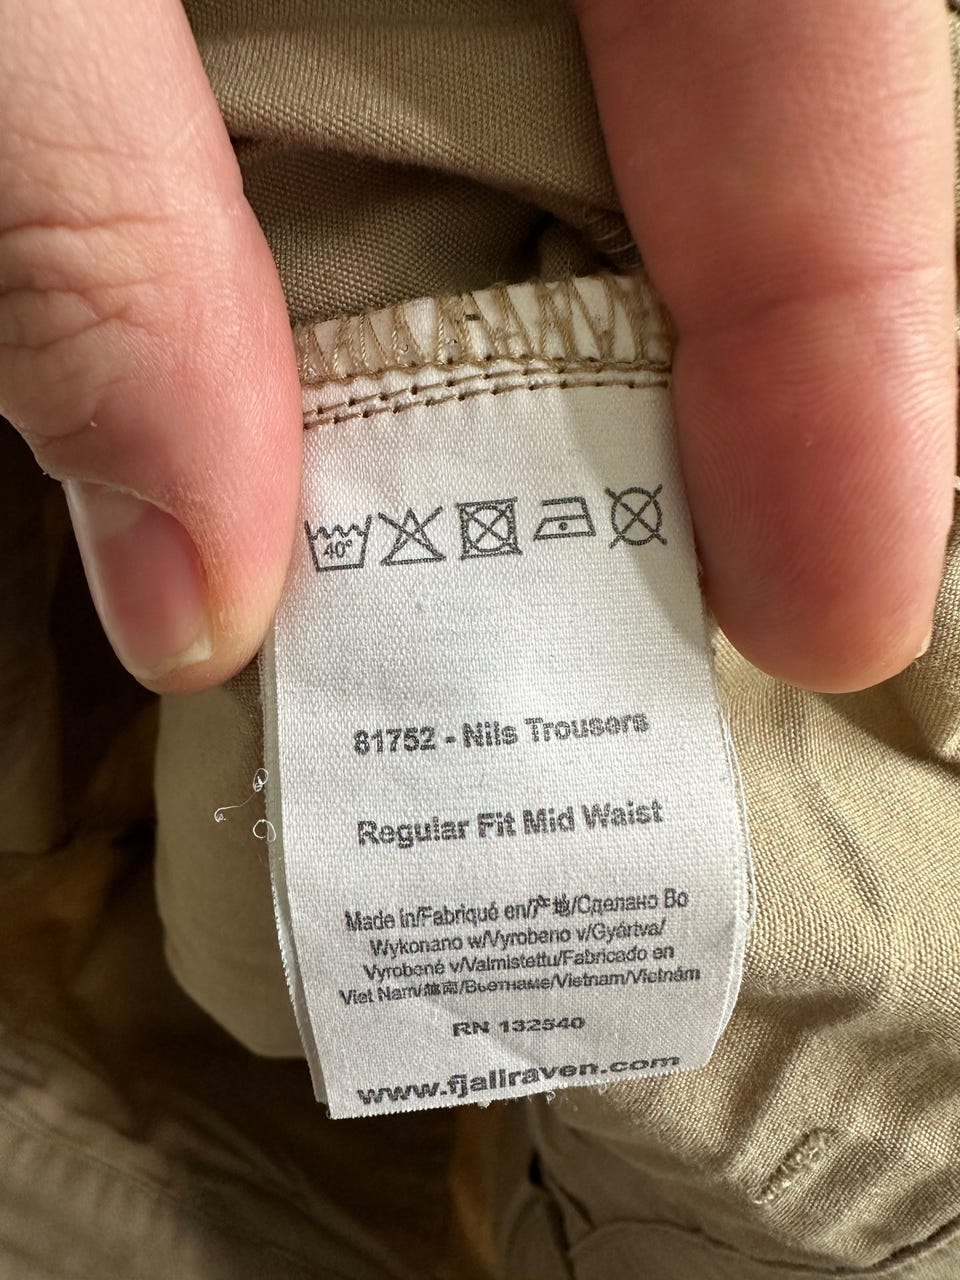 40°
81752 - Nils Trousers
Regular Fit Mid Waist
Made in/Fabriqué en/产地/Сделано Во
Wykonano w/Vyrobeno v/Gyártva/
Vyrobené v/Valmistettu/Fabricado en
Viet Nam/越南/Вьетнаме/Vietnam/Vietnám
RN 132540
www.fjallraven.com